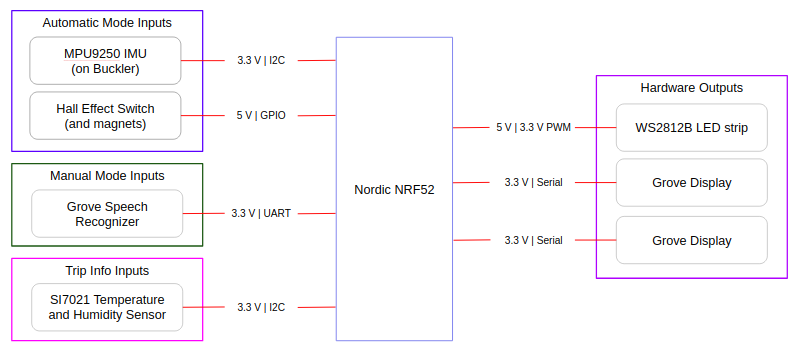 Automatic Mode Inputs
MPU9250 IMU
(on Buckler)
3.3 V | I2C
Hall Effect Switch
(and magnets)
5 V | GPIO
Manual Mode Inputs
Grove Speech
Recognizer
3.3 V | UART
Trip Info Inputs
SI7021 Temperature
and Humidity Sensor
3.3 V | I2C
Nordic NRF52
Hardware Outputs
5 V | 3.3 V PWM
WS2812B LED strip
3.3 V | Serial
Grove Display
3.3 V | Serial
Grove Display